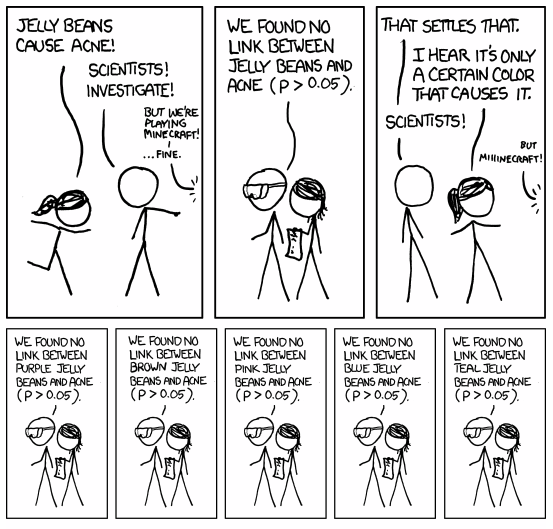 JELLY BEANS
CAUSE ACNE!
SCIENTISTS!
INVESTIGATE!
BUT WE'RE
PLAYING
MINECRAFT!
...FINE.
WE FOUND NO
LINK BETWEEN
JELLY BEANS AND
ACNE (P > 0.05).
THAT SETTLES THAT.
I HEAR IT'S ONLY
A CERTAIN COLOR
THAT CAUSES IT.
SCIENTISTS!
BUT
MIIINECRAFT!
WE FOUND NO
LINK BETWEEN
PURPLE JELLY
BEANS AND ACNE
(P > 0.05).
WE FOUND NO
LINK BETWEEN
BROWN JELLY
BEANS AND ACNE
(P > 0.05).
WE FOUND NO
LINK BETWEEN
PINK JELLY
BEANS AND ACNE
(P > 0.05).
WE FOUND NO
LINK BETWEEN
BLUE JELLY
BEANS AND ACNE
(P > 0.05).
WE FOUND NO
LINK BETWEEN
TEAL JELLY
BEANS AND ACNE
(P > 0.05).